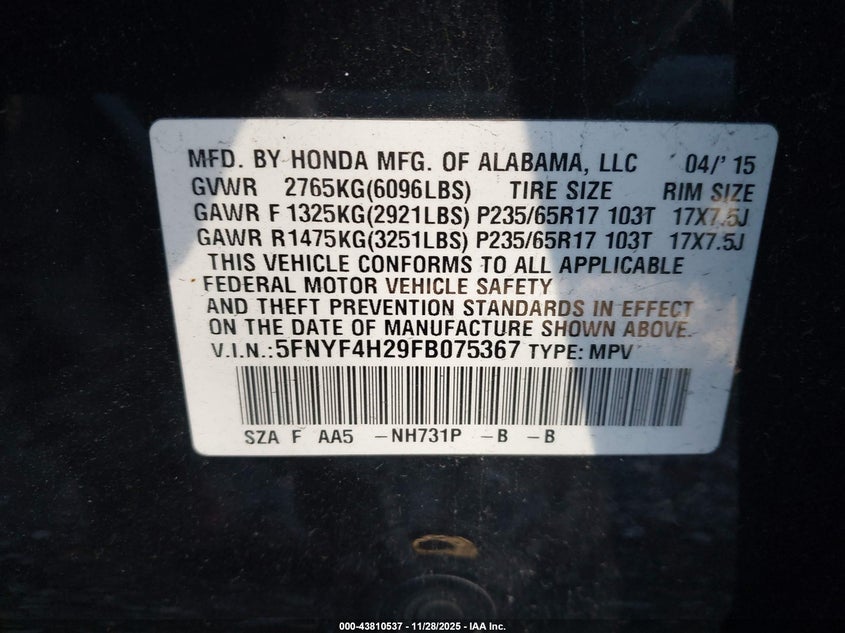 MFD. BY HONDA MFG. OF ALABAMA, LLC 04/'15
GVWR 2765KG(6096LBS) TIRE SIZE RIM SIZE
GAWR F 1325KG(2921LBS) P235/65R17 103T 17X7.5J
GAWR R1475KG(3251LBS) P235/65R17 103T 17X7.5J
THIS VEHICLE CONFORMS TO ALL APPLICABLE
FEDERAL MOTOR VEHICLE SAFETY
AND THEFT PREVENTION STANDARDS IN EFFECT
ON THE DATE OF MANUFACTURE SHOWN ABOVE.
V.I.N.:5FNYF4H29FB075367 TYPE: MPV
SZA F AA5 -NH731P -B -B
000-43810537 - 11/28/2025 - IAA Inc.